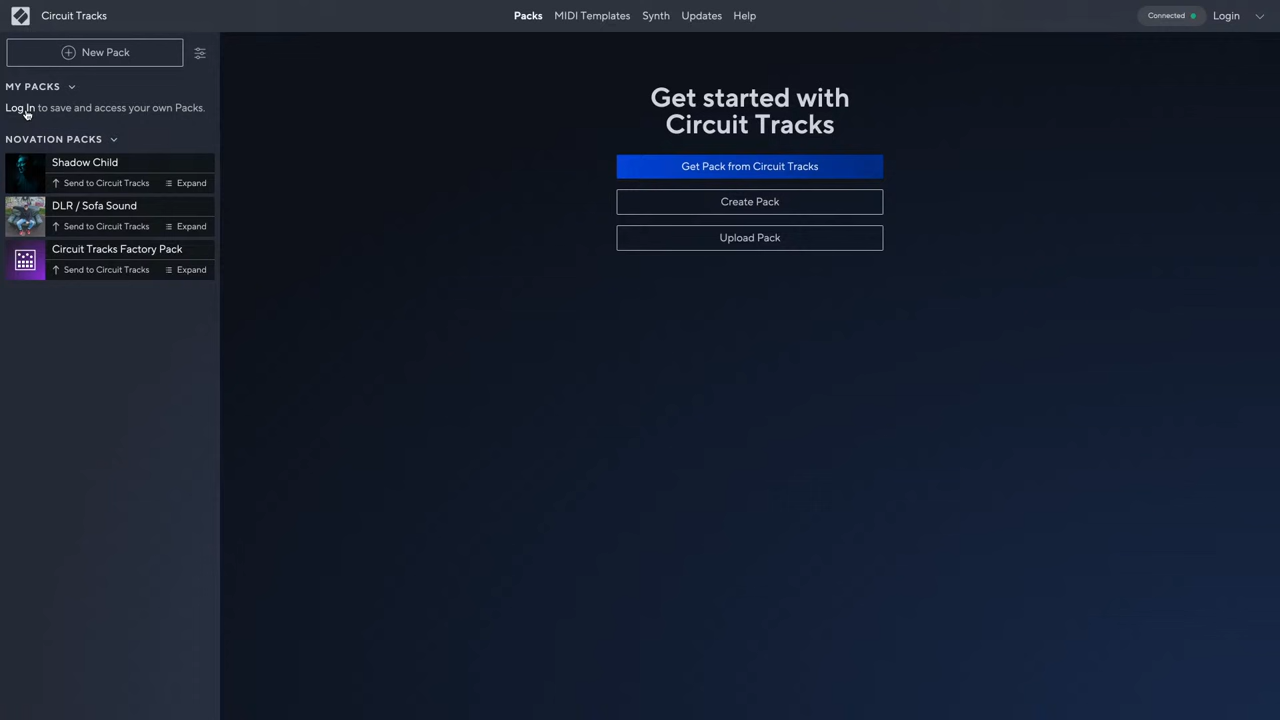 Circuit Tracks
Packs
MIDI Templates
Synth
Updates
Help
Connected
Login
New Pack
MY PACKS
Log In to save and access your own Packs.
NOVATION PACKS
Shadow Child
Send to Circuit Tracks
Expand
DLR / Sofa Sound
Send to Circuit Tracks
Expand
Circuit Tracks Factory Pack
Send to Circuit Tracks
Expand
Get started with
Circuit Tracks
Get Pack from Circuit Tracks
Create Pack
Upload Pack